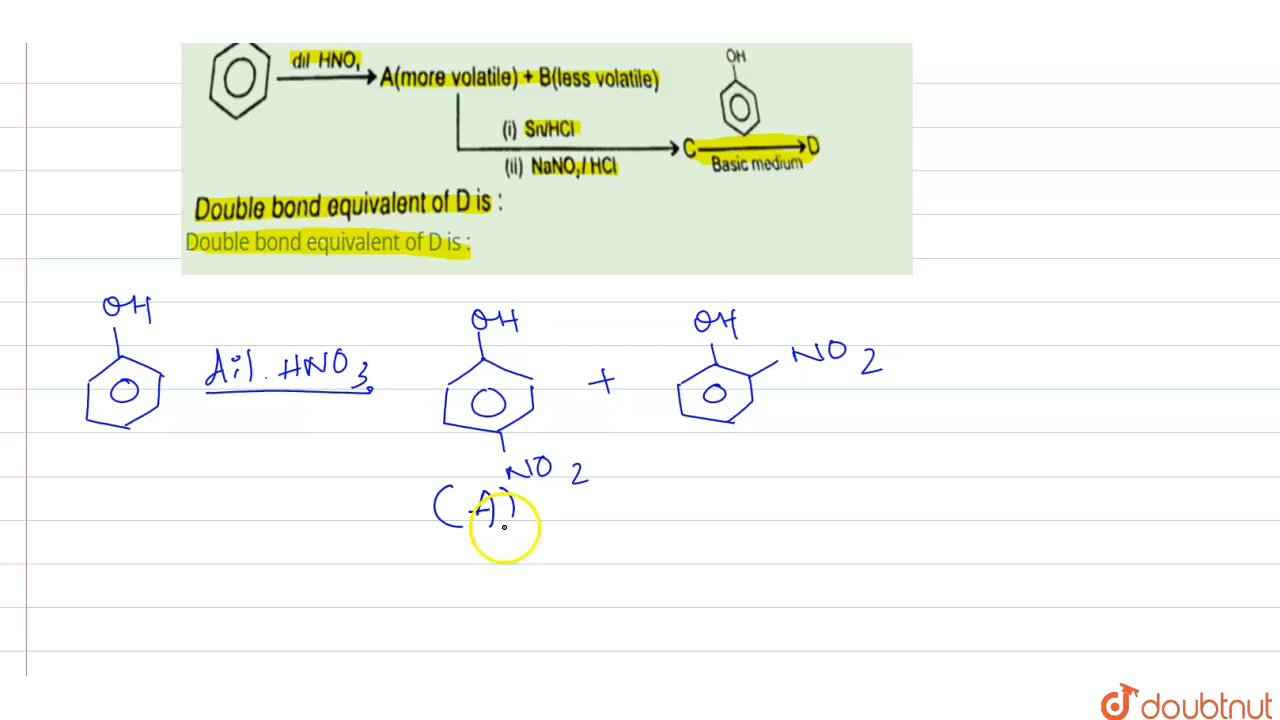 OH
dil HNO₃
A(more volatile) + B(less volatile)
(i) Sn/HCl
(ii) NaNO₂/HCl
C
D
Basic medium
Double bond equivalent of D is :
Double bond equivalent of D is :
OH
dil. HNO3
OH
NO2
(A)
+
OH
NO2
doubtnut